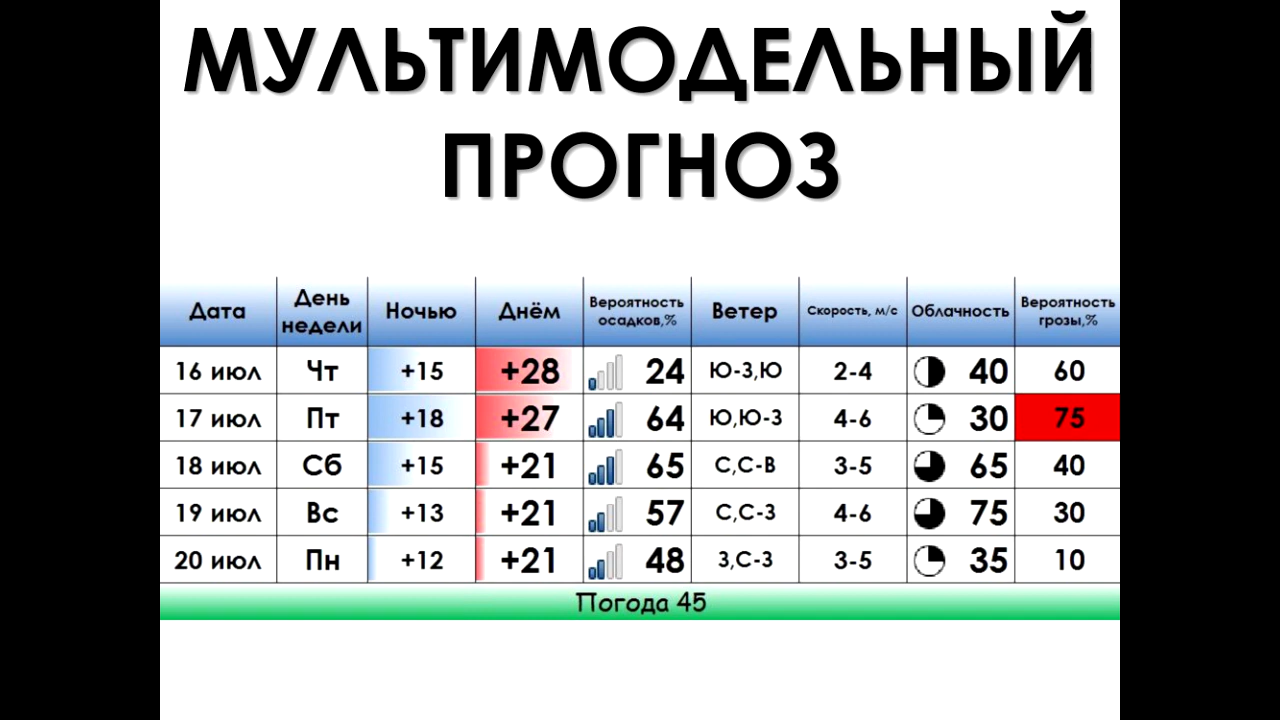 МУЛЬТИМОДЕЛЬНЫЙ
ПРОГНОЗ
Дата День недели Ночью Днём Вероятность осадков,% Ветер Скорость, м/с Облачность Вероятность грозы,%
16 июл Чт +15 +28 24 Ю-З,Ю 2-4 40 60
17 июл Пт +18 +27 64 Ю,Ю-З 4-6 30 75
18 июл Сб +15 +21 65 С,С-В 3-5 65 40
19 июл Вс +13 +21 57 С,С-З 4-6 75 30
20 июл Пн +12 +21 48 З,С-З 3-5 35 10
Погода 45